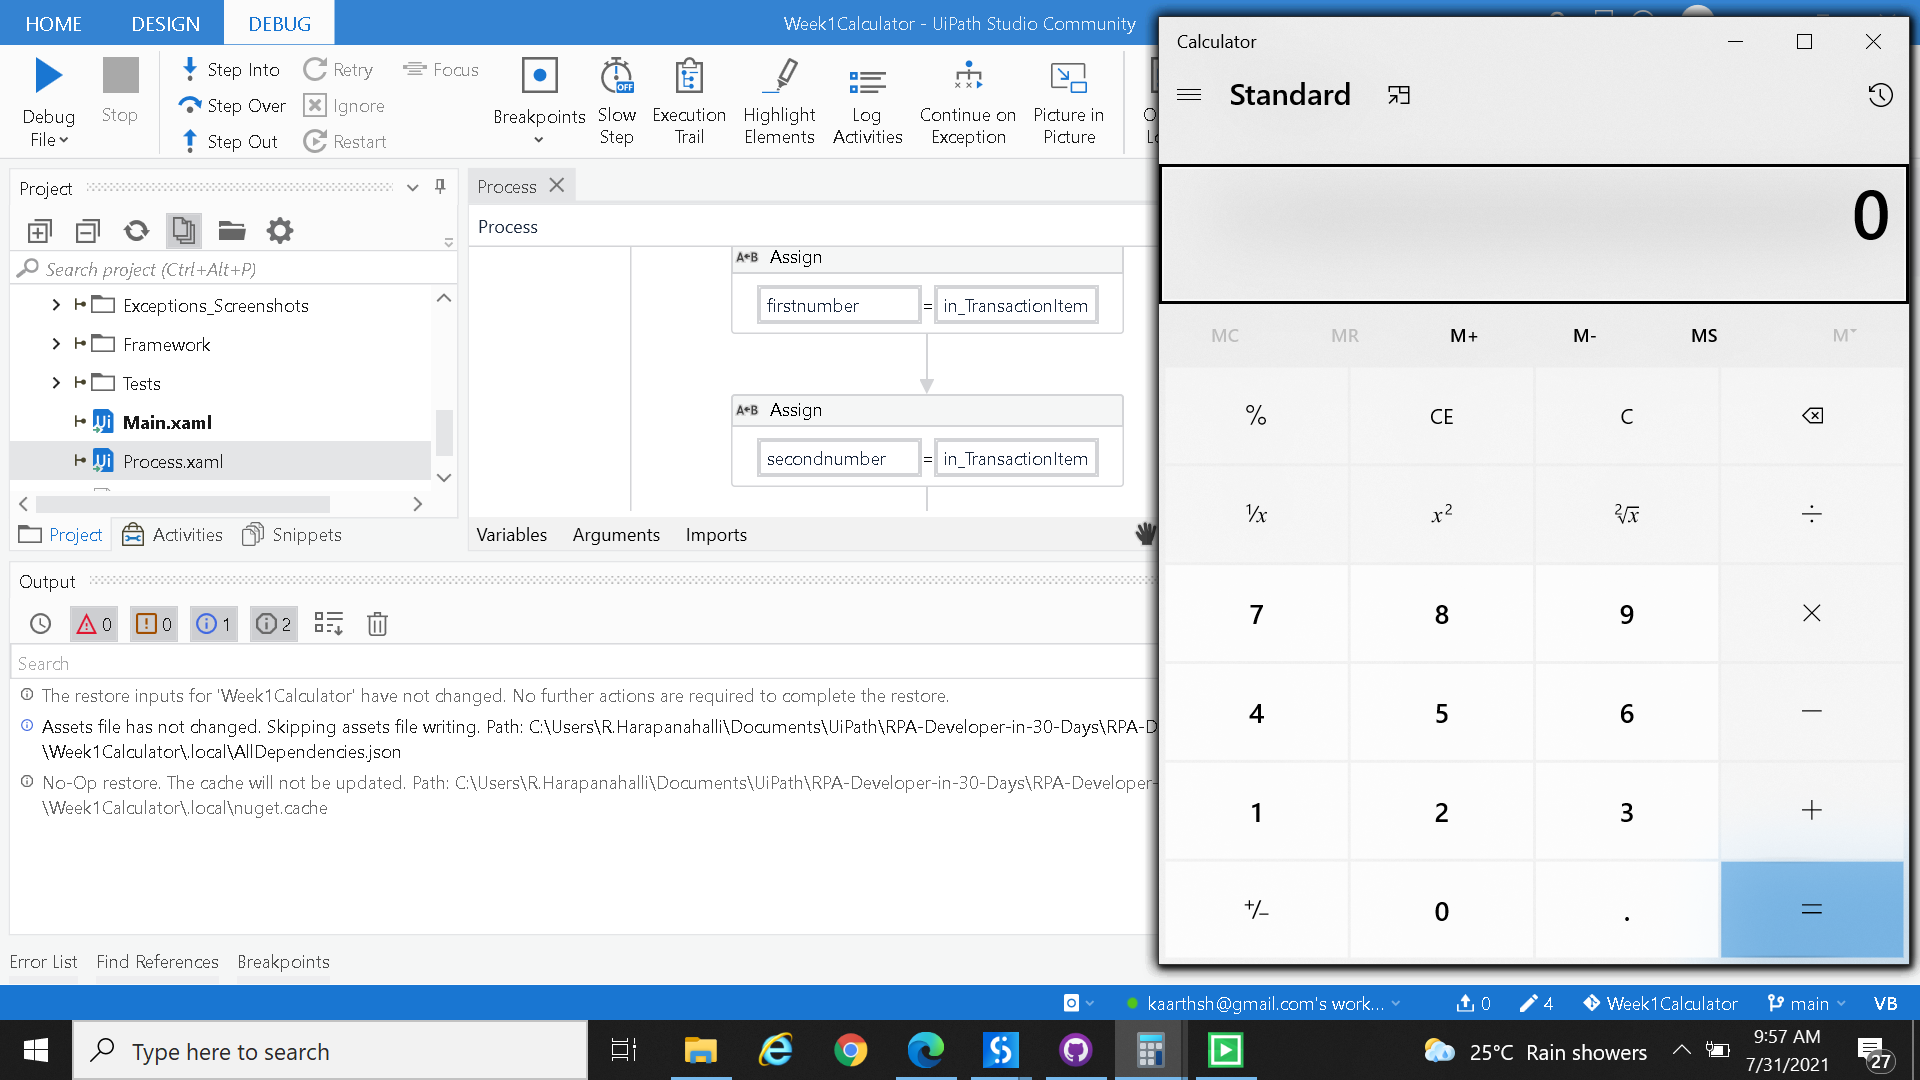 HOME DESIGN DEBUG
Week1Calculator - UiPath Studio Community
Debug File
Stop
Step Into
Step Over
Step Out
Retry
Ignore
Restart
Focus
Breakpoints
Slow Step
Execution Trail
Highlight Elements
Log Activities
Continue on Exception
Picture in Picture
Project
Search project (Ctrl+Alt+P)
Exceptions_Screenshots
Framework
Tests
Main.xaml
Process.xaml
Project Activities Snippets
Process
Process
A←B Assign
firstnumber = in_TransactionItem
A←B Assign
secondnumber = in_TransactionItem
Variables Arguments Imports
Output
0 0 1 2
Search
The restore inputs for 'Week1Calculator' have not changed. No further actions are required to complete the restore.
Assets file has not changed. Skipping assets file writing. Path: C:\Users\R.Harapanahalli\Documents\UiPath\RPA-Developer-in-30-Days\RPA-D
\Week1Calculator\.local\AllDependencies.json
No-Op restore. The cache will not be updated. Path: C:\Users\R.Harapanahalli\Documents\UiPath\RPA-Developer-in-30-Days\RPA-Developer-
\Week1Calculator\.local\nuget.cache
Error List Find References Breakpoints
Calculator
Standard
0
MC MR M+ M- MS M˅
% CE C
⅟x x² ²√x ÷
7 8 9 ×
4 5 6 −
1 2 3 +
+/− 0 . =
kaarthsh@gmail.com's work... 0 4 Week1Calculator main VB
Type here to search
25°C Rain showers
9:57 AM
7/31/2021
27